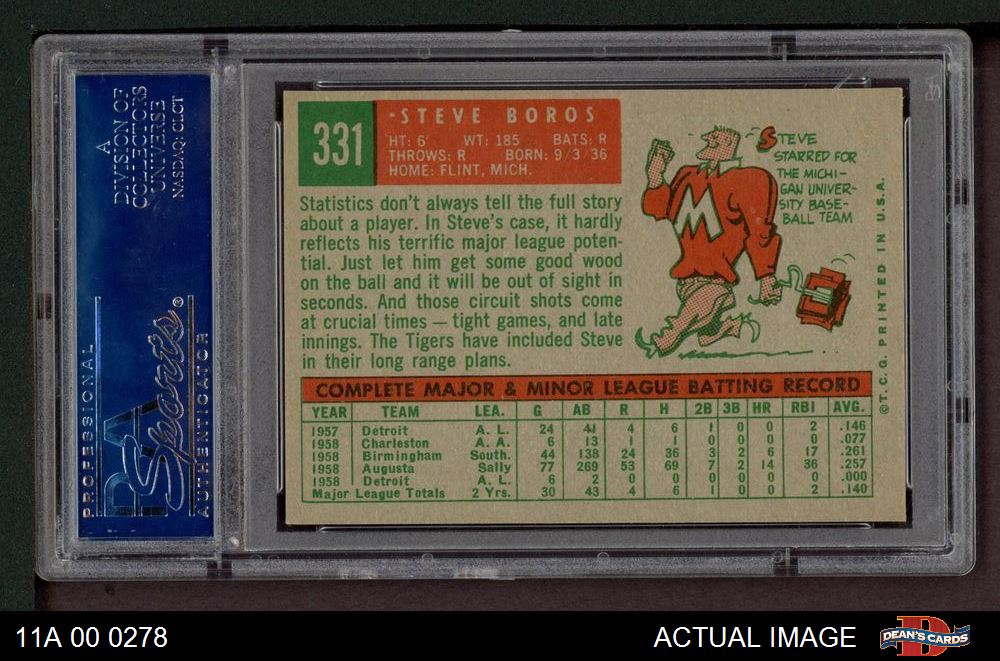 A
DIVISION OF
COLLECTORS
UNIVERSE
NASDAQ: CLCT
PROFESSIONAL
PSA
Sports®
AUTHENTICATOR
331
STEVE BOROS
HT: 6' WT: 185 BATS: R
THROWS: R BORN: 9/3/36
HOME: FLINT, MICH.
Statistics don't always tell the full story
about a player. In Steve's case, it hardly
reflects his terrific major league poten-
tial. Just let him get some good wood
on the ball and it will be out of sight in
seconds. And those circuit shots come
at crucial times — tight games, and late
innings. The Tigers have included Steve
in their long range plans.
STEVE
STARRED FOR
THE MICHI-
GAN UNIVER-
SITY BASE-
BALL TEAM
M
©T.C.G. PRINTED IN U.S.A.
COMPLETE MAJOR & MINOR LEAGUE BATTING RECORD
YEAR TEAM LEA. G AB R H 2B 3B HR RBI AVG.
1957 Detroit A. L. 24 41 4 6 1 0 0 2 .146
1958 Charleston A. A. 6 13 1 1 0 0 0 0 .077
1958 Birmingham South. 44 138 24 36 3 2 6 17 .261
1958 Augusta Sally 77 269 53 69 7 2 14 36 .257
1958 Detroit A. L. 6 2 0 0 0 0 0 0 .000
Major League Totals 2 Yrs. 30 43 4 6 1 0 0 2 .140
11A 00 0278
ACTUAL IMAGE
DEAN'S CARDS